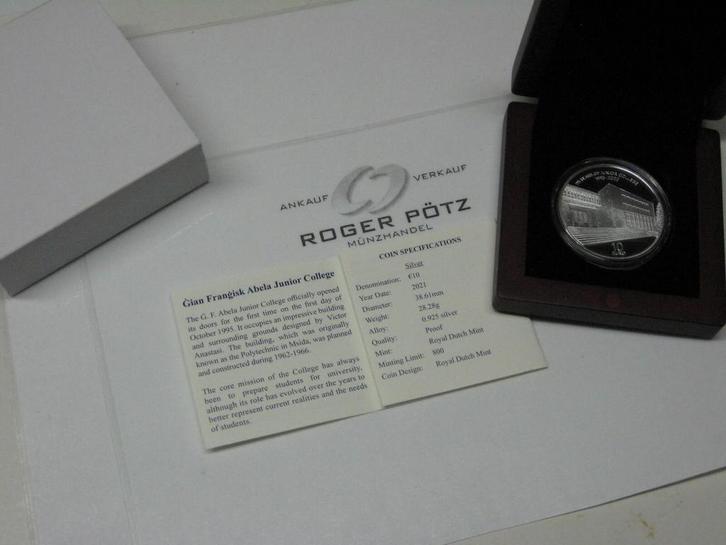 ANKAUF VERKAUF
ROGER PÖTZ
MÜNZHANDEL
Ġian Franġisk Abela Junior College
The G. F. Abela Junior College officially opened
its doors for the first time on the first day of
October 1995. It occupies an impressive building
and surrounding grounds designed by Victor
Anastasi. The building, which was originally
known as the Polytechnic in Msida, was planned
and constructed during 1962-1966.
The core mission of the College has always
been to prepare students for university,
although its role has evolved over the years to
better represent current realities and the needs
of students.
COIN SPECIFICATIONS
Silver
Denomination: €10
Year Date: 2021
Diameter: 38.61mm
Weight: 28.28g
Alloy: 0.925 silver
Quality: Proof
Mint: Royal Dutch Mint
Minting Limit: 800
Coin Design: Royal Dutch Mint
10